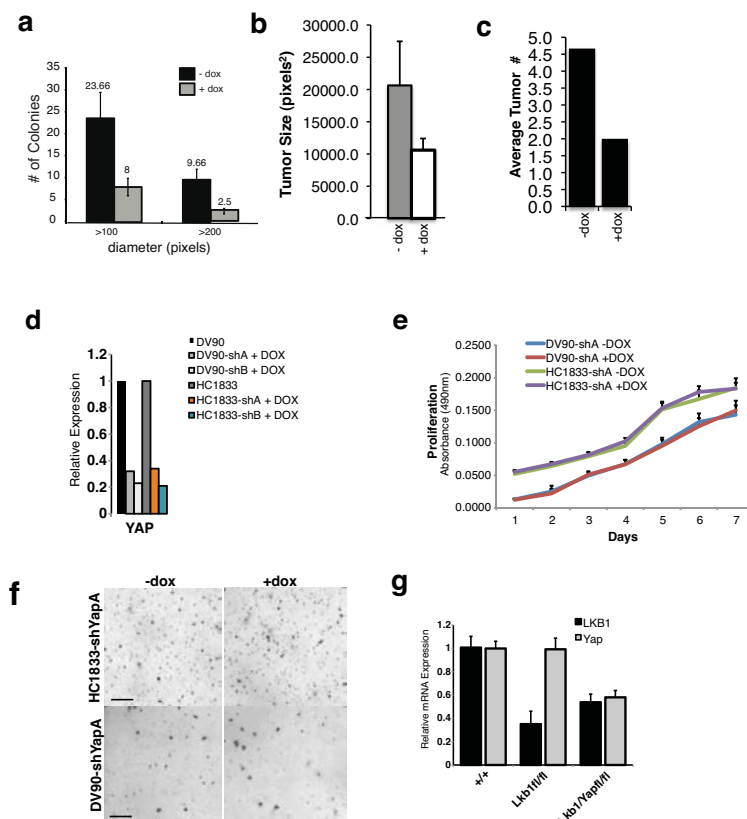 a
# of Colonies
35
30
25
20
15
10
5
0
23.66
8
9.66
2.5
- dox
+ dox
>100
>200
diameter (pixels)
b
Tumor Size (pixels²)
30000.0
25000.0
20000.0
15000.0
10000.0
5000.0
0.0
- dox
+ dox
c
Average Tumor #
5.0
4.5
4.0
3.5
3.0
2.5
2.0
1.5
1.0
0.5
0.0
-dox
+dox
d
Relative Expression
1.2
1
0.8
0.6
0.4
0.2
0
YAP
DV90
DV90-shA + DOX
DV90-shB + DOX
HC1833
HC1833-shA + DOX
HC1833-shB + DOX
e
Proliferation
Absorbance (490nm)
0.2500
0.2000
0.1500
0.1000
0.0500
0.0000
DV90-shA -DOX
DV90-shA +DOX
HC1833-shA -DOX
HC1833-shA +DOX
1 2 3 4 5 6 7
Days
f
-dox
+dox
HC1833-shYapA
DV90-shYapA
g
Relative mRNA Expression
1.2
1
0.8
0.6
0.4
0.2
0
LKB1
Yap
+/+
Lkb1fl/fl
Lkb1/Yapfl/fl